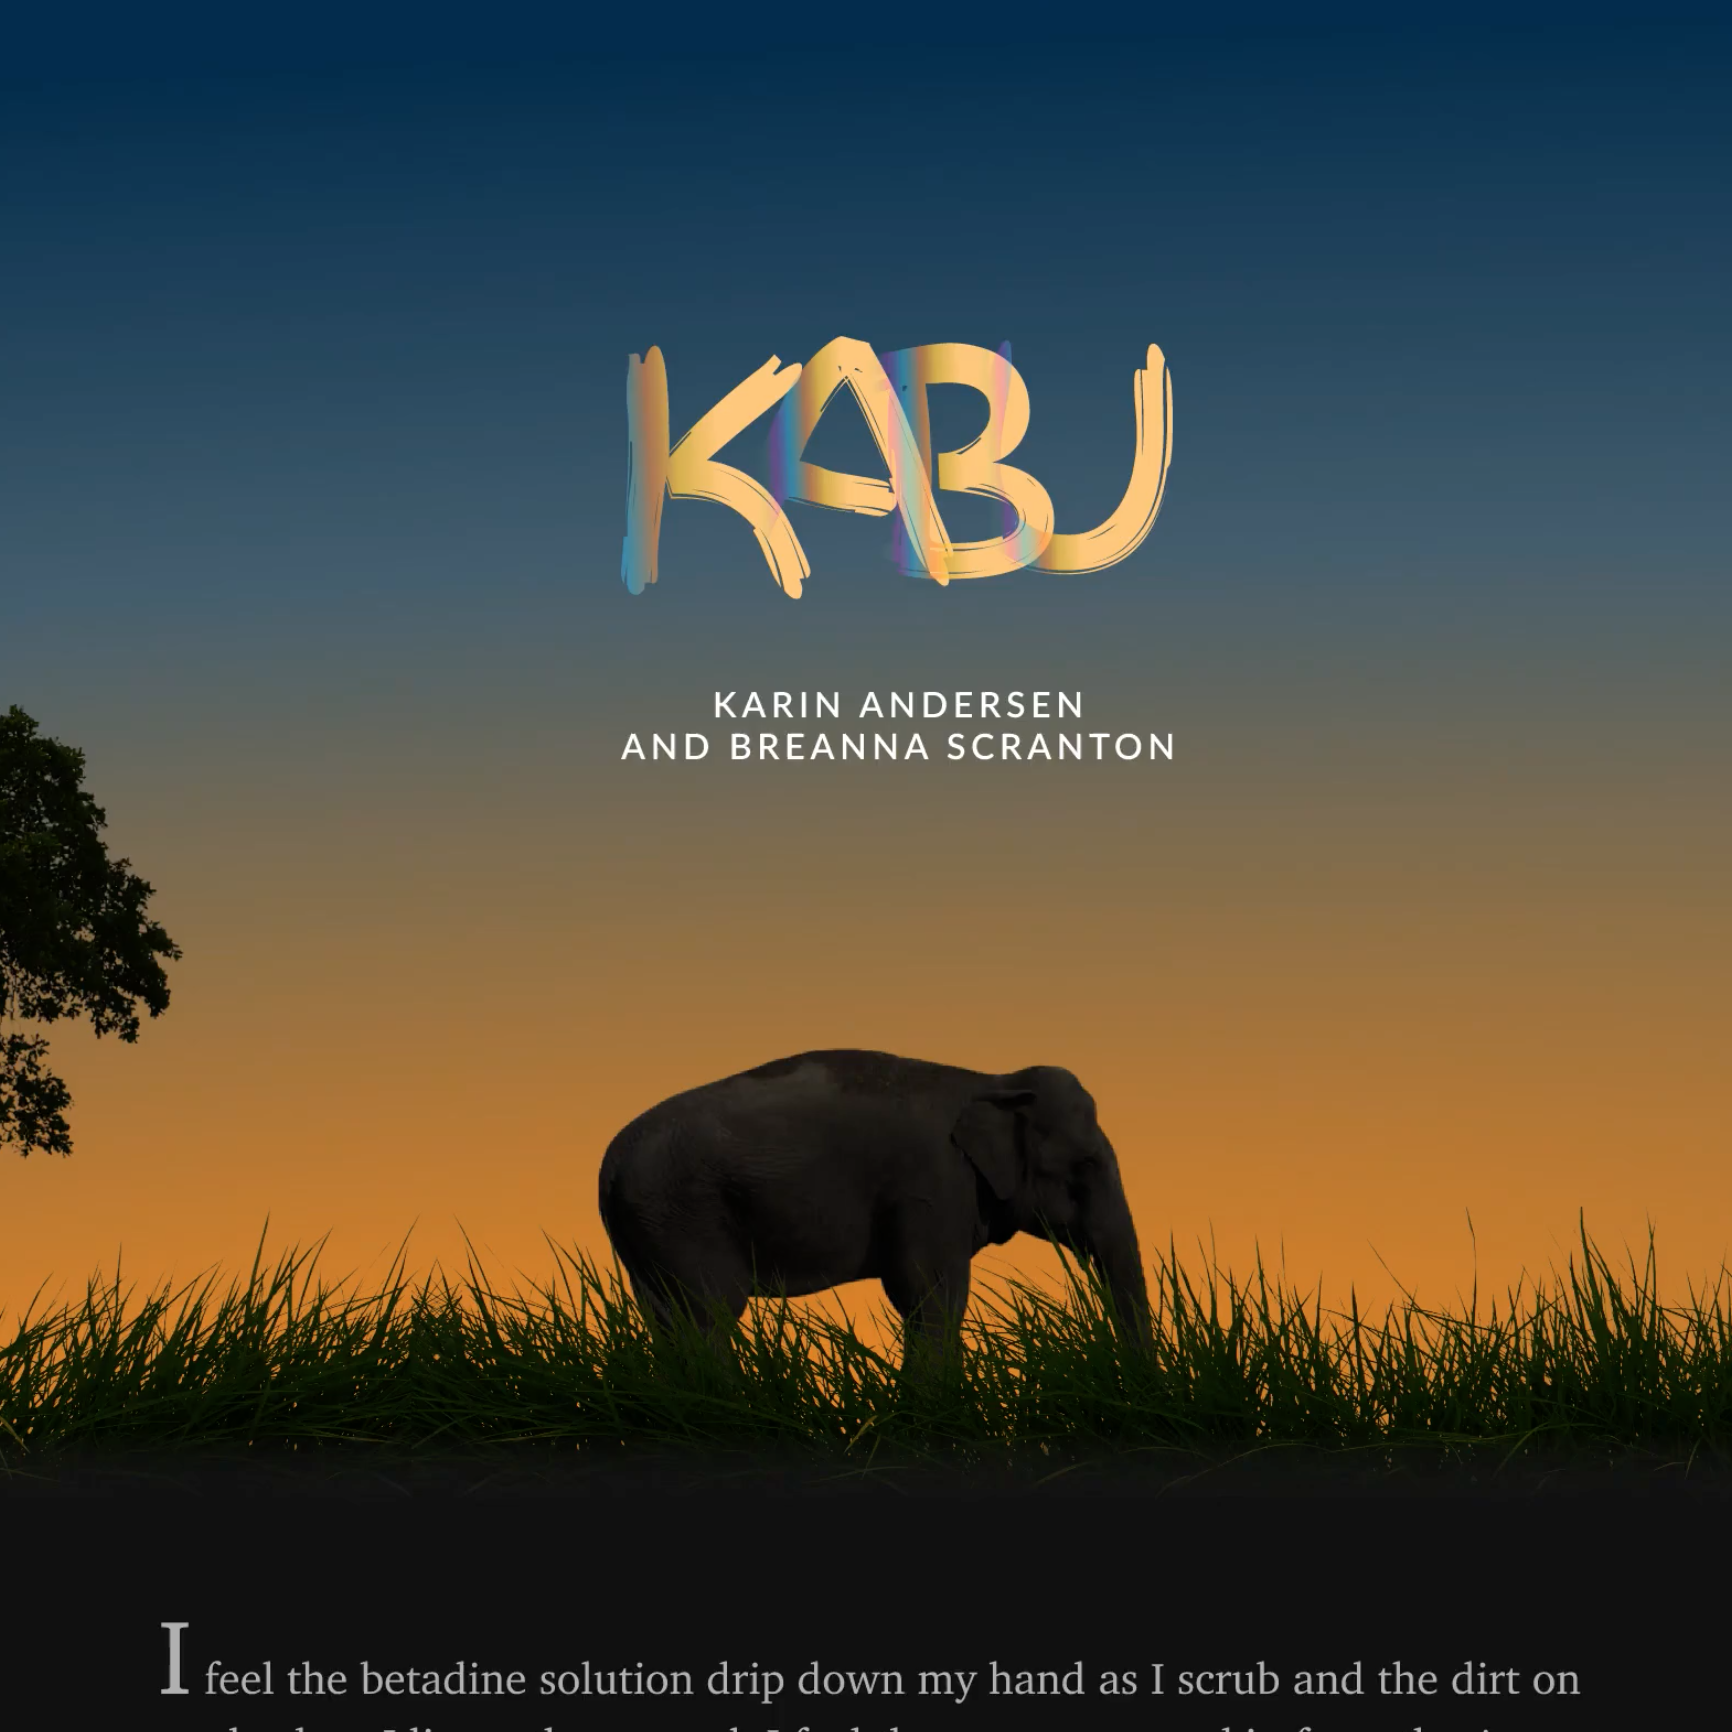 KABU
KARIN ANDERSEN
AND BREANNA SCRANTON
I feel the betadine solution drip down my hand as I scrub and the dirt on